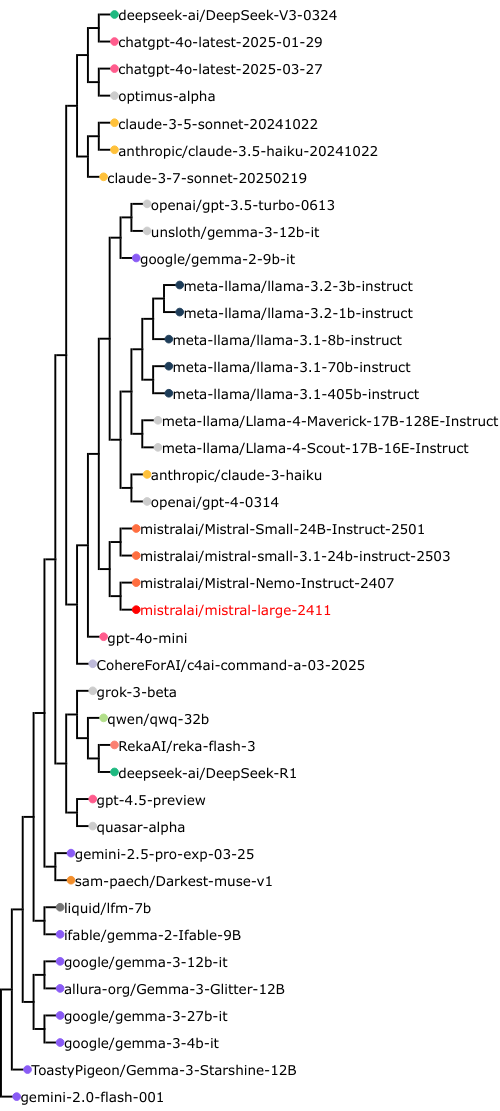 deepseek-ai/DeepSeek-V3-0324
chatgpt-4o-latest-2025-01-29
chatgpt-4o-latest-2025-03-27
optimus-alpha
claude-3-5-sonnet-20241022
anthropic/claude-3.5-haiku-20241022
claude-3-7-sonnet-20250219
openai/gpt-3.5-turbo-0613
unsloth/gemma-3-12b-it
google/gemma-2-9b-it
meta-llama/llama-3.2-3b-instruct
meta-llama/llama-3.2-1b-instruct
meta-llama/llama-3.1-8b-instruct
meta-llama/llama-3.1-70b-instruct
meta-llama/llama-3.1-405b-instruct
meta-llama/Llama-4-Maverick-17B-128E-Instruct
meta-llama/Llama-4-Scout-17B-16E-Instruct
anthropic/claude-3-haiku
openai/gpt-4-0314
mistralai/Mistral-Small-24B-Instruct-2501
mistralai/mistral-small-3.1-24b-instruct-2503
mistralai/Mistral-Nemo-Instruct-2407
mistralai/mistral-large-2411
gpt-4o-mini
CohereForAI/c4ai-command-a-03-2025
grok-3-beta
qwen/qwq-32b
RekaAI/reka-flash-3
deepseek-ai/DeepSeek-R1
gpt-4.5-preview
quasar-alpha
gemini-2.5-pro-exp-03-25
sam-paech/Darkest-muse-v1
liquid/lfm-7b
ifable/gemma-2-Ifable-9B
google/gemma-3-12b-it
allura-org/Gemma-3-Glitter-12B
google/gemma-3-27b-it
google/gemma-3-4b-it
ToastyPigeon/Gemma-3-Starshine-12B
gemini-2.0-flash-001